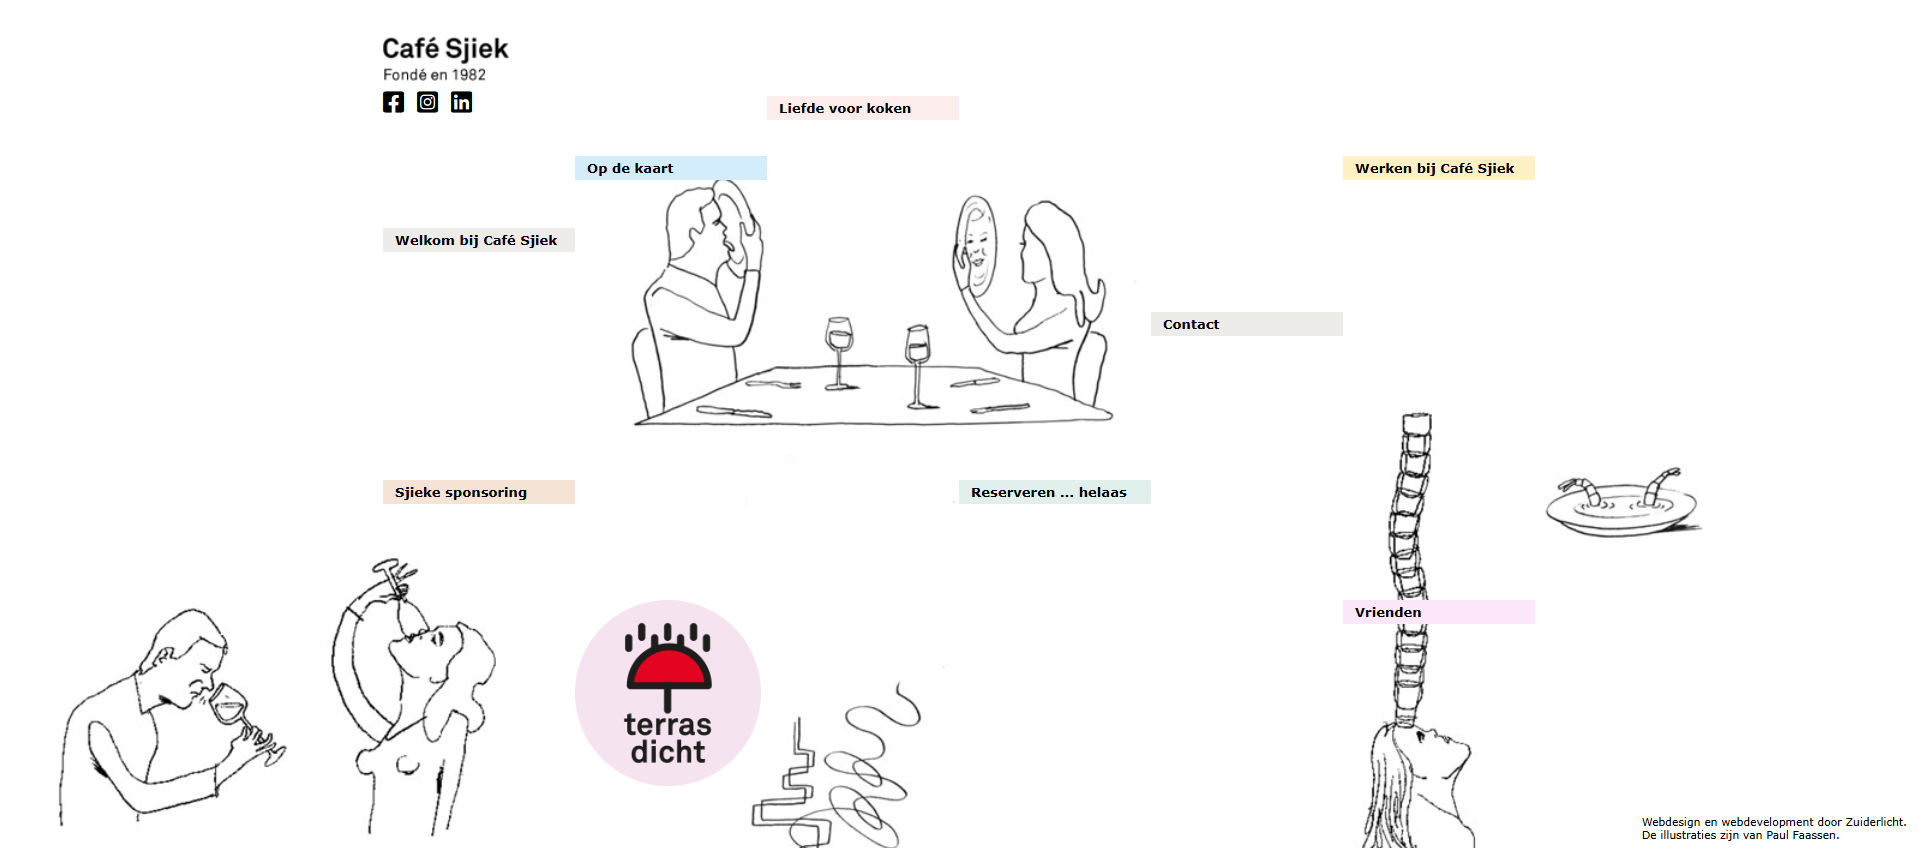 Café Sjiek
Fondé en 1982
Liefde voor koken
Op de kaart
Werken bij Café Sjiek
Welkom bij Café Sjiek
Contact
Sjieke sponsoring
Reserveren ... helaas
Vrienden
terras
dicht
Webdesign en webdevelopment door Zuiderlicht.
De illustraties zijn van Paul Faassen.